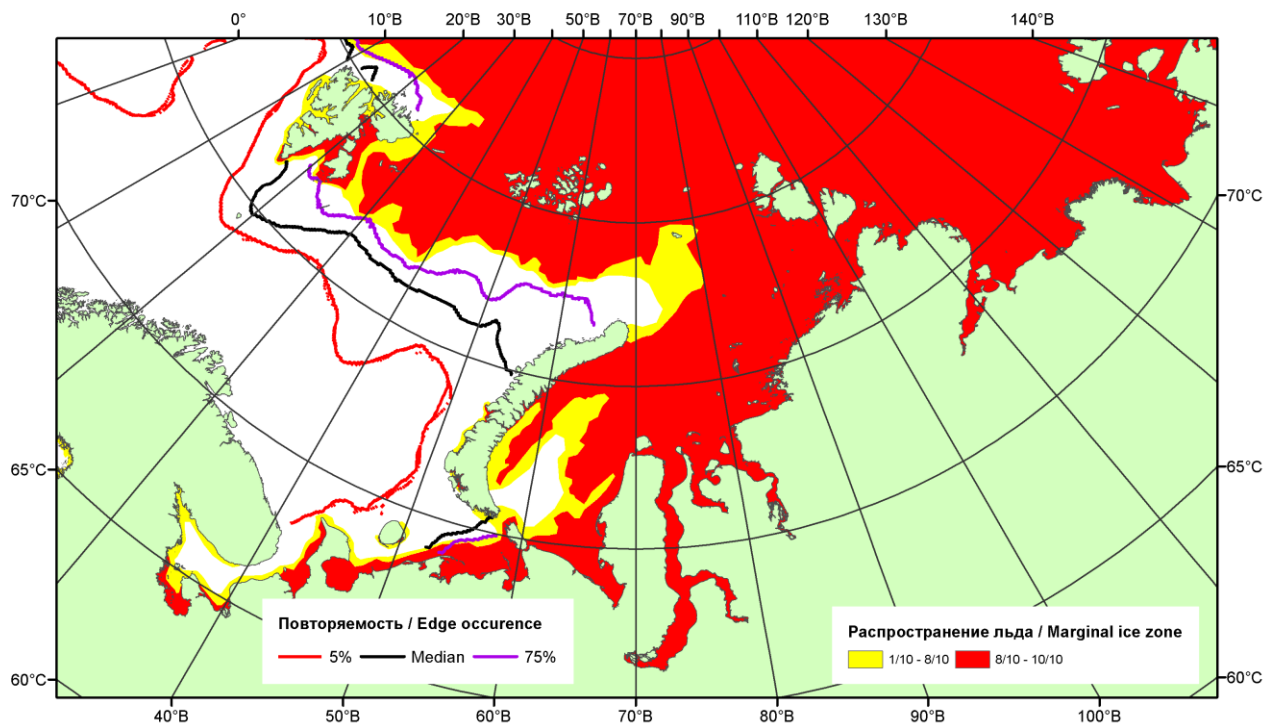 0° 10°В 20°В 30°В 50°В 70°В 90°В 110°В 120°В 130°В 140°В
70°С 70°С
65°С 65°С
60°С 60°С
Повторяемость / Edge occurence
5% Median 75%
Распространение льда / Marginal ice zone
1/10 - 8/10 8/10 - 10/10
40°В 50°В 60°В 70°В 80°В 90°В 100°В